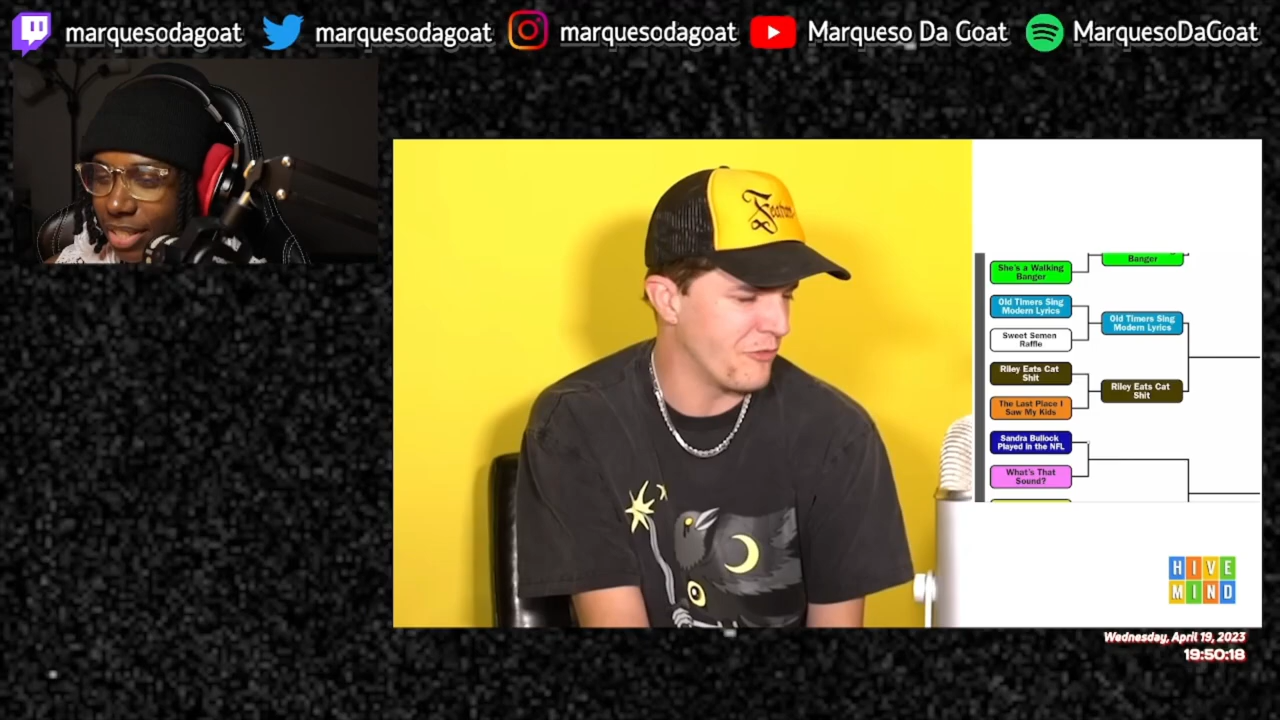 marquesodagoat marquesodagoat marquesodagoat Marqueso Da Goat MarquesoDaGoat
She's a Walking
Banger
Banger
Old Timers Sing
Modern Lyrics
Sweet Semen
Raffle
Old Timers Sing
Modern Lyrics
Riley Eats Cat
Shit
The Last Place I
Saw My Kids
Riley Eats Cat
Shit
Sandra Bullock
Played in the NFL
What's That
Sound?
HIVE
MIND
Wednesday, April 19, 2023
19:50:18